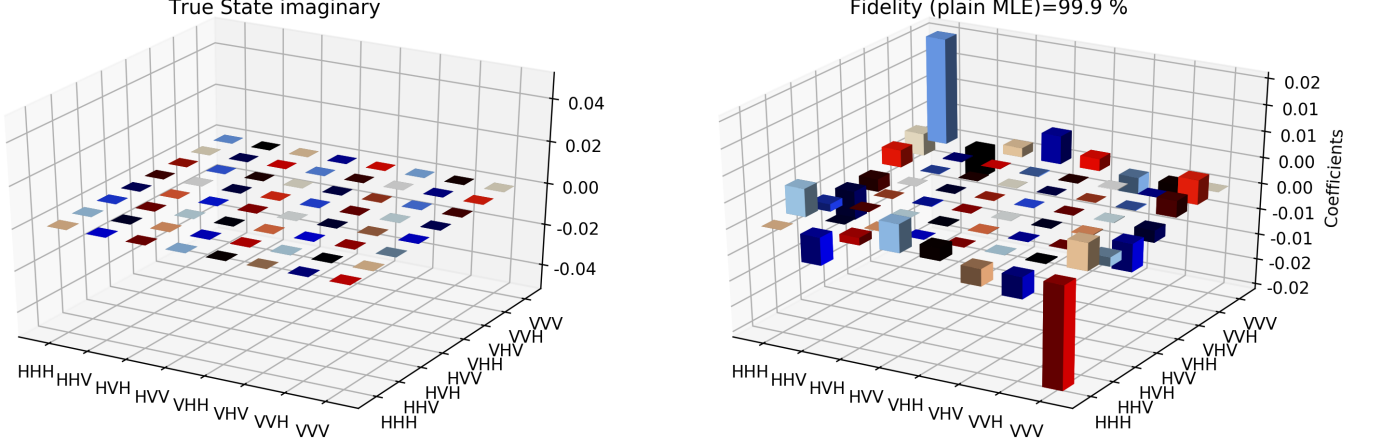 True State imaginary
0.04
0.02
0.00
-0.02
-0.04
HHH
HHV
HVH
HVV
VHH
VHV
VVH
VVV
HHH
HHV
HVH
HVV
VHH
VHV
VVH
VVV
Fidelity (plain MLE)=99.9 %
0.02
0.01
0.01
0.00
0.00
-0.01
-0.01
-0.02
-0.02
Coefficients
HHH
HHV
HVH
HVV
VHH
VHV
VVH
VVV
HHH
HHV
HVH
HVV
VHH
VHV
VVH
VVV